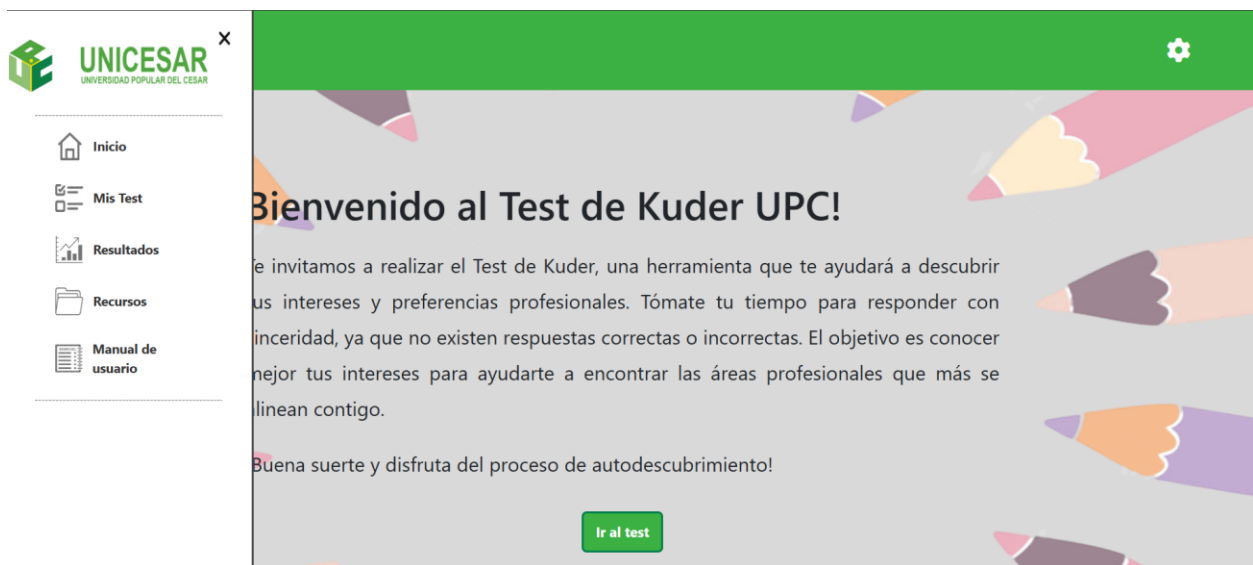 UNICESAR
UNIVERSIDAD POPULAR DEL CESAR
X
Inicio
Mis Test
Resultados
Recursos
Manual de
usuario
Bienvenido al Test de Kuder UPC!
e invitamos a realizar el Test de Kuder, una herramienta que te ayudará a descubrir
us intereses y preferencias profesionales. Tómate tu tiempo para responder con
inceridad, ya que no existen respuestas correctas o incorrectas. El objetivo es conocer
mejor tus intereses para ayudarte a encontrar las áreas profesionales que más se
linean contigo.
Buena suerte y disfruta del proceso de autodescubrimiento!
Ir al test